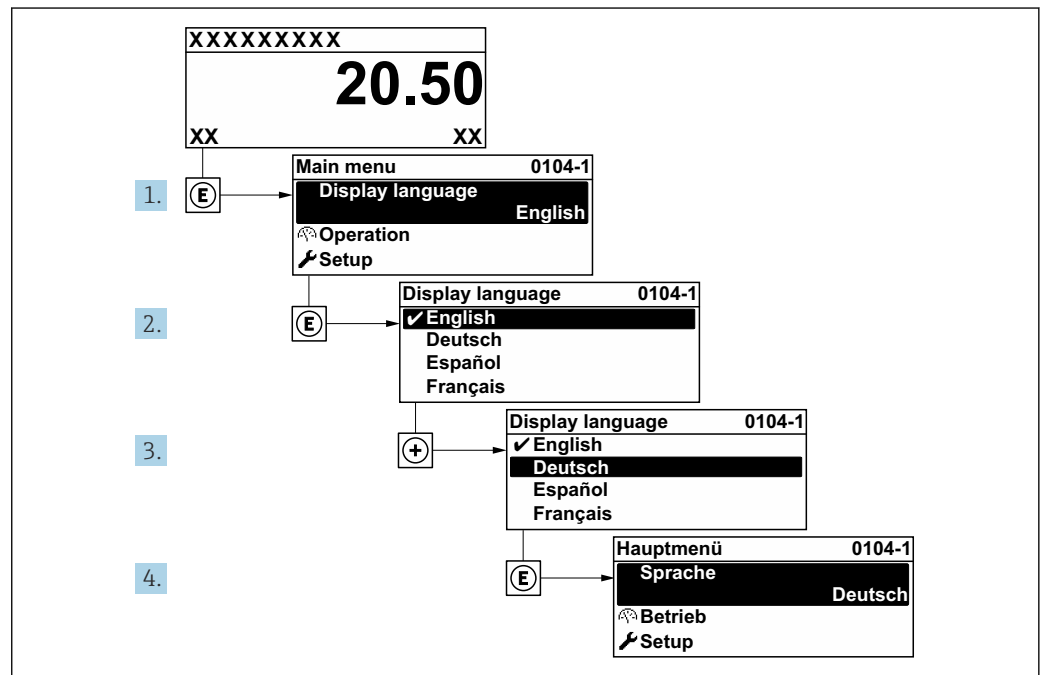 XXXXXXXXX
20.50
XX XX
1. E
Main menu 0104-1
Display language
English
Operation
Setup
2. E
Display language 0104-1
✔English
Deutsch
Español
Français
3. +
Display language 0104-1
✔English
Deutsch
Español
Français
4. E
Hauptmenü 0104-1
Sprache
Deutsch
Betrieb
Setup